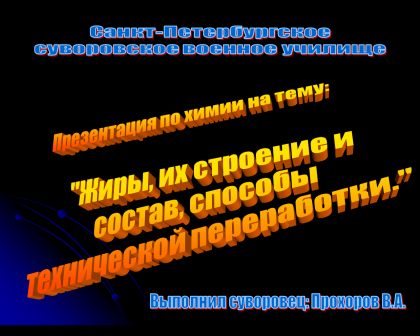 Санкт-Петербургское
суворовское военное училище
Презентация по химии на тему:
"Жиры, их строение и
состав, способы
технической переработки."
Выполнил суворовец: Прохоров В.А.